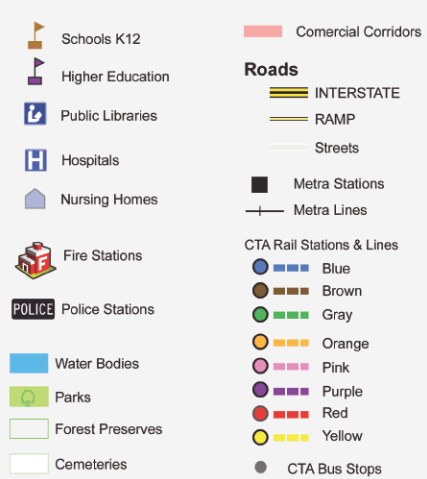 Schools K12
Higher Education
Public Libraries
H Hospitals
Nursing Homes
F Fire Stations
POLICE Police Stations
Water Bodies
Parks
Forest Preserves
Cemeteries
Comercial Corridors
Roads
INTERSTATE
RAMP
Streets
Metra Stations
Metra Lines
CTA Rail Stations & Lines
Blue
Brown
Gray
Orange
Pink
Purple
Red
Yellow
CTA Bus Stops